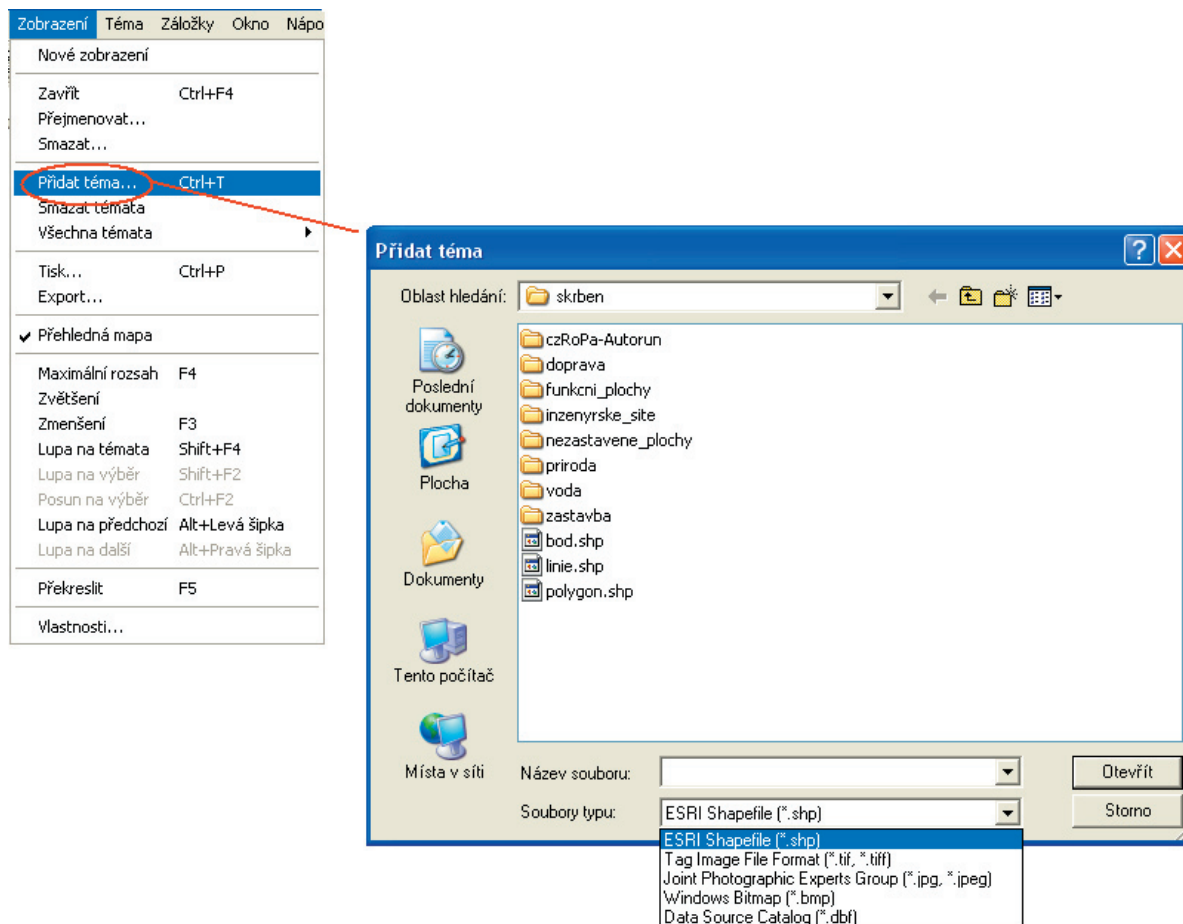 Zobrazení Téma Záložky Okno Nápo
Nové zobrazení
Zavřít Ctrl+F4
Přejmenovat...
Smazat...
Přidat téma... Ctrl+T
Smazat témata
Všechna témata
Tisk... Ctrl+P
Export...
Přehledná mapa
Maximální rozsah F4
Zvětšení
Zmenšení F3
Lupa na témata Shift+F4
Lupa na výběr Shift+F2
Posun na výběr Ctrl+F2
Lupa na předchozí Alt+Levá šipka
Lupa na další Alt+Pravá šipka
Překreslit F5
Vlastnosti...
Přidat téma
Oblast hledání: skrben
Poslední
dokumenty
Plocha
Dokumenty
Tento počítač
Místa v síti
czRoPa-Autorun
doprava
funkcni_plochy
inzenyrske_site
nezastavene_plochy
priroda
voda
zastavba
bod.shp
linie.shp
polygon.shp
Název souboru: Otevřít
Soubory typu: ESRI Shapefile (*.shp) Storno
ESRI Shapefile (*.shp)
Tag Image File Format (*.tif, *.tiff)
Joint Photographic Experts Group (*.jpg, *.jpeg)
Windows Bitmap (*.bmp)
Data Source Catalog (*.dbf)